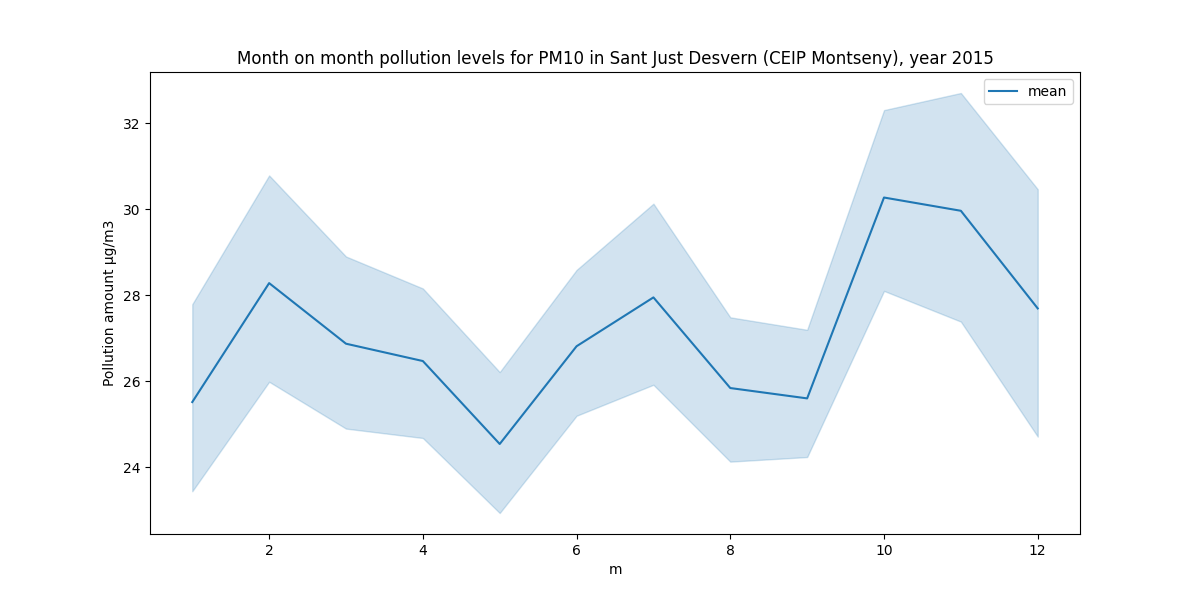 Month on month pollution levels for PM10 in Sant Just Desvern (CEIP Montseny), year 2015
mean
Pollution amount µg/m3
32
30
28
26
24
2 4 6 8 10 12
m